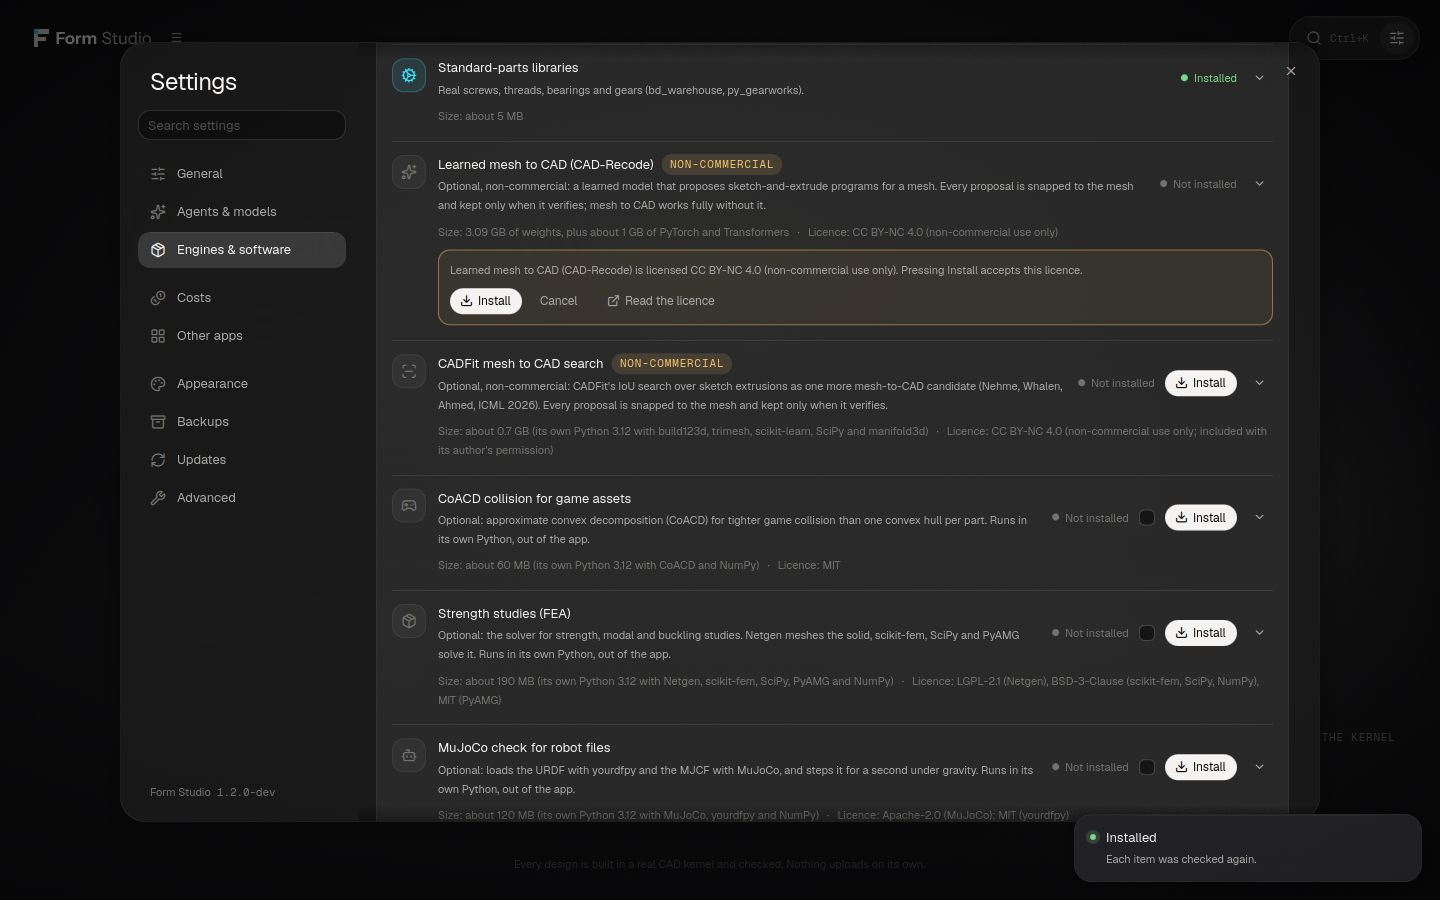 Form Studio
Ctrl+K
Settings
Search settings
General
Agents & models
Engines & software
Costs
Other apps
Appearance
Backups
Updates
Advanced
Form Studio 1.2.0-dev
Standard-parts libraries
Real screws, threads, bearings and gears (bd_warehouse, py_gearworks).
Size: about 5 MB
Installed
Learned mesh to CAD (CAD-Recode) NON-COMMERCIAL
Optional, non-commercial: a learned model that proposes sketch-and-extrude programs for a mesh. Every proposal is snapped to the mesh
and kept only when it verifies; mesh to CAD works fully without it.
Not installed
Size: 3.09 GB of weights, plus about 1 GB of PyTorch and Transformers · Licence: CC BY-NC 4.0 (non-commercial use only)
Learned mesh to CAD (CAD-Recode) is licensed CC BY-NC 4.0 (non-commercial use only). Pressing Install accepts this licence.
Install Cancel Read the licence
CADFit mesh to CAD search NON-COMMERCIAL
Optional, non-commercial: CADFit's IoU search over sketch extrusions as one more mesh-to-CAD candidate (Nehme, Whalen,
Ahmed, ICML 2026). Every proposal is snapped to the mesh and kept only when it verifies.
Not installed Install
Size: about 0.7 GB (its own Python 3.12 with build123d, trimesh, scikit-learn, SciPy and manifold3d) · Licence: CC BY-NC 4.0 (non-commercial use only; included with
its author's permission)
CoACD collision for game assets
Optional: approximate convex decomposition (CoACD) for tighter game collision than one convex hull per part. Runs in
its own Python, out of the app.
Not installed Install
Size: about 60 MB (its own Python 3.12 with CoACD and NumPy) · Licence: MIT
Strength studies (FEA)
Optional: the solver for strength, modal and buckling studies. Netgen meshes the solid, scikit-fem, SciPy and PyAMG
solve it. Runs in its own Python, out of the app.
Not installed Install
Size: about 190 MB (its own Python 3.12 with Netgen, scikit-fem, SciPy, PyAMG and NumPy) · Licence: LGPL-2.1 (Netgen), BSD-3-Clause (scikit-fem, SciPy, NumPy),
MIT (PyAMG)
MuJoCo check for robot files
Optional: loads the URDF with yourdfpy and the MJCF with MuJoCo, and steps it for a second under gravity. Runs in its
own Python, out of the app.
Not installed Install
Size: about 120 MB (its own Python 3.12 with MuJoCo, yourdfpy and NumPy) · Licence: Apache-2.0 (MuJoCo); MIT (yourdfpy)
THE KERNEL
Installed
Each item was checked again.
Every design is built in a real CAD kernel and checked. Nothing uploads on its own.